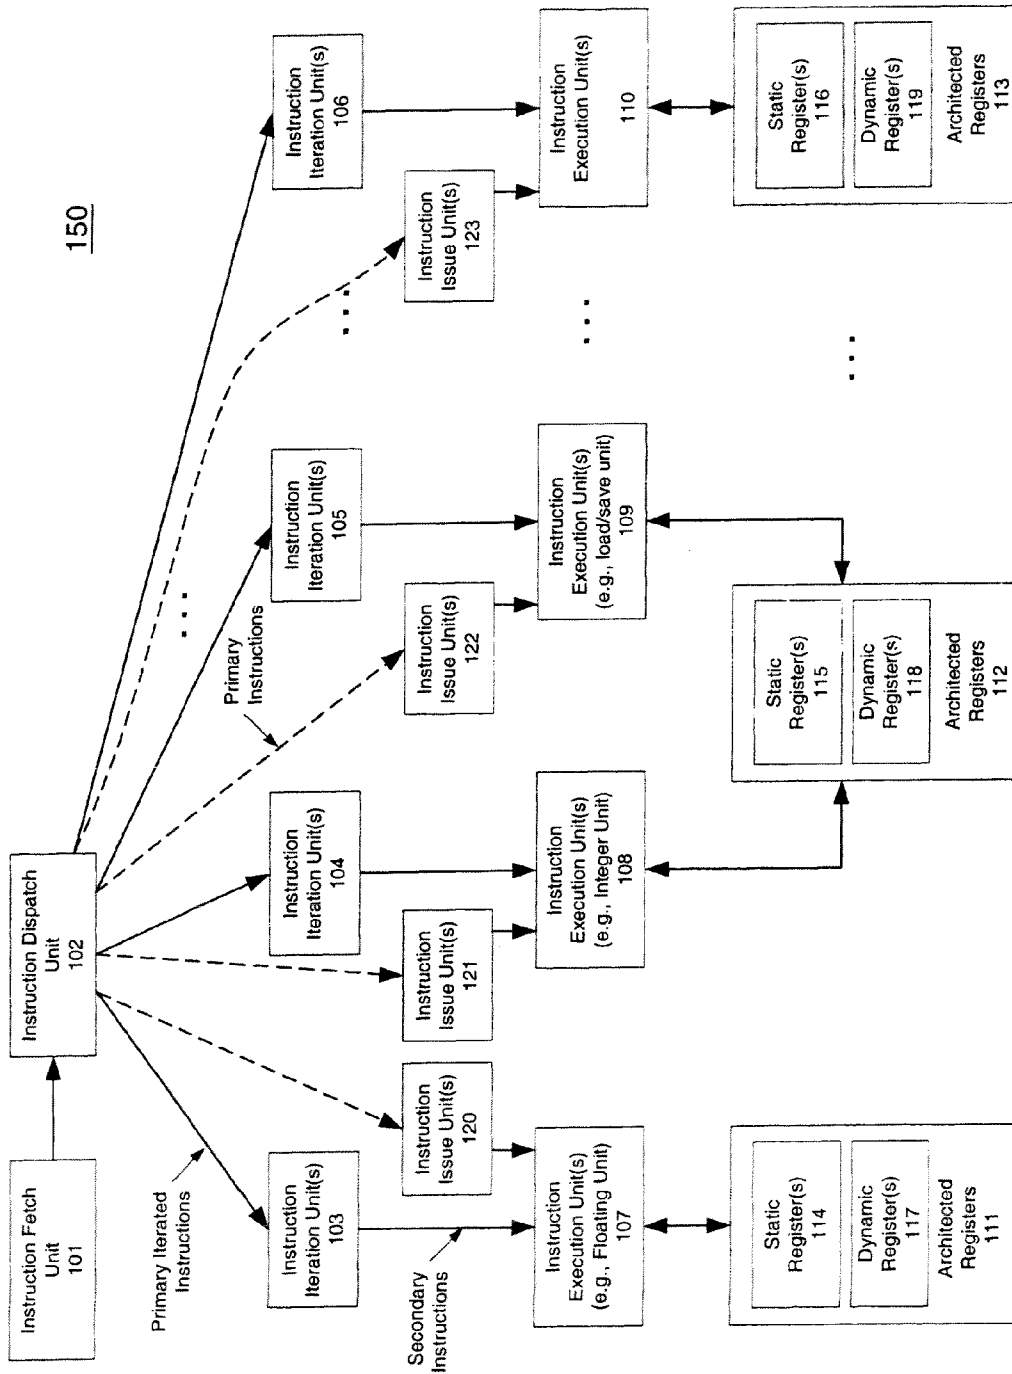 150
Instruction Fetch
Unit
101
Instruction Dispatch
Unit
102
Primary Iterated
Instructions
Primary
Instructions
. . .
Instruction
Iteration Unit(s)
103
Instruction
Iteration Unit(s)
104
Instruction
Iteration Unit(s)
105
Instruction
Iteration Unit(s)
106
. . .
Secondary
Instructions
Instruction
Issue Unit(s)
120
Instruction
Issue Unit(s)
121
Instruction
Issue Unit(s)
122
Instruction
Issue Unit(s)
123
Instruction
Execution Unit(s)
(e.g., Floating Unit)
107
Instruction
Execution Unit(s)
(e.g., Integer Unit)
108
Instruction
Execution Unit(s)
(e.g., load/save unit)
109
. . .
Instruction
Execution Unit(s)
110
Static
Register(s)
114
Dynamic
Register(s)
117
Architected
Registers
111
Static
Register(s)
115
Dynamic
Register(s)
118
Architected
Registers
112
. . .
Static
Register(s)
116
Dynamic
Register(s)
119
Architected
Registers
113